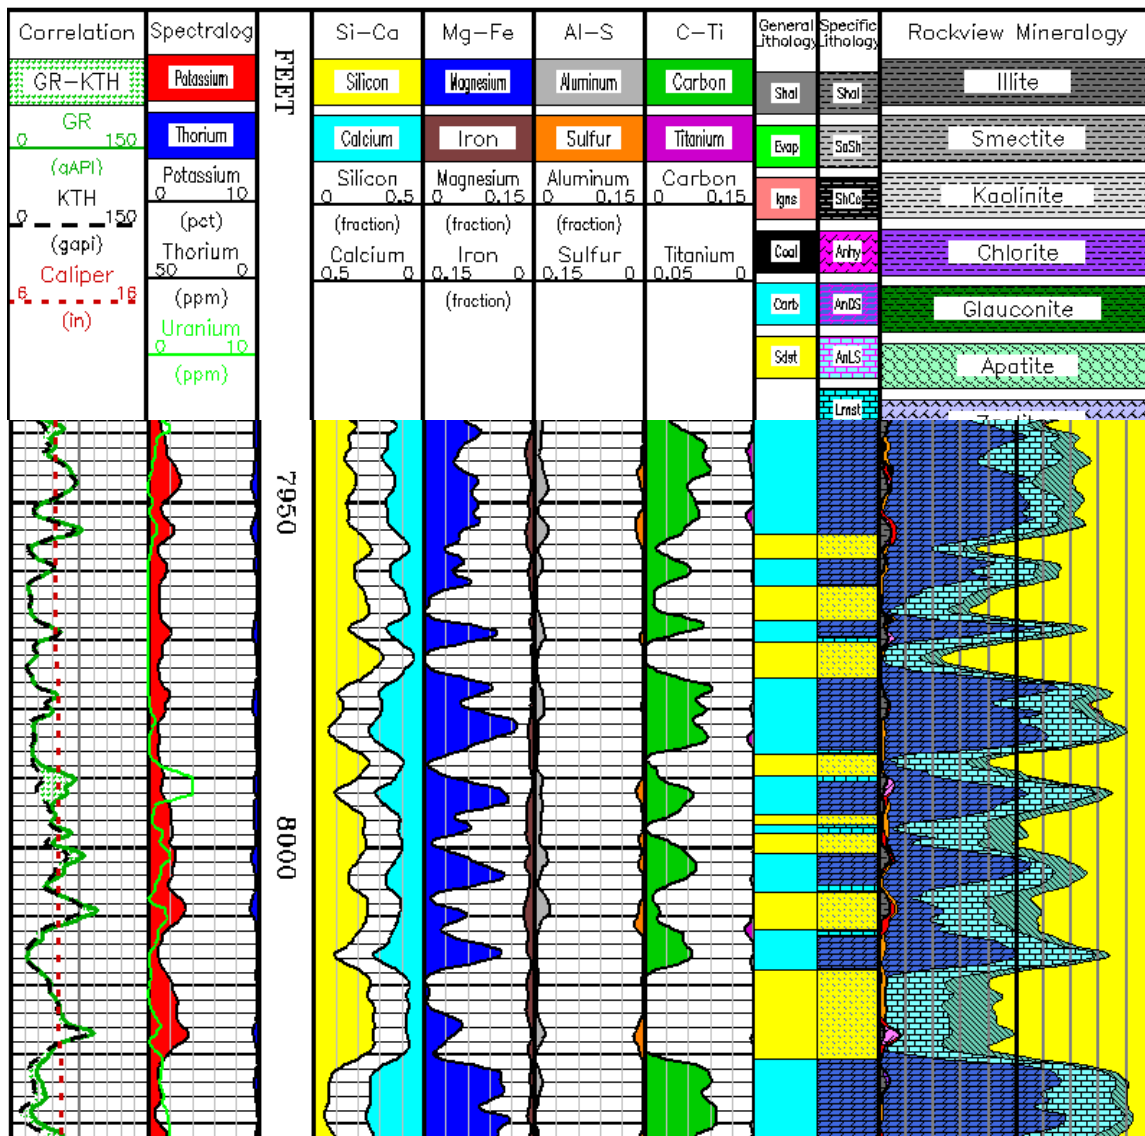 Correlation
GR-KTH
GR
0 150
(gAPI)
KTH
0 150
(gapi)
Caliper
6 16
(in)
Spectralog
Potassium
Thorium
Potassium
0 10
(pct)
Thorium
50 0
(ppm)
Uranium
0 10
(ppm)
FEET
7950
8000
Si-Ca
Silicon
Calcium
Silicon
0 0.5
(fraction)
Calcium
0.5 0
Mg-Fe
Magnesium
Iron
Magnesium
0 0.15
(fraction)
Iron
0.15 0
(fraction)
Al-S
Aluminum
Sulfur
Aluminum
0 0.15
(fraction)
Sulfur
0.15 0
C-Ti
Carbon
Titanium
Carbon
0 0.15
Titanium
0.05 0
General
Lithology
Shal
Evap
Igns
Coal
Carb
Sdst
Specific
Lithology
Shal
SaSh
ShCo
Anhy
AnDS
AnLS
Lmst
Rockview Mineralogy
Illite
Smectite
Kaolinite
Chlorite
Glauconite
Apatite